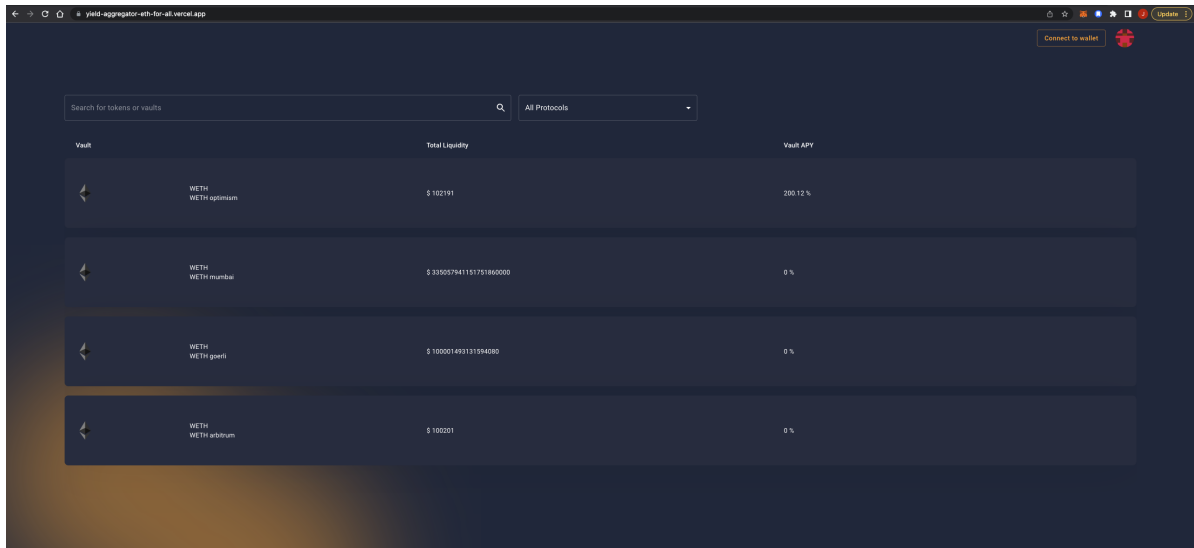 yield-aggregator-eth-for-all.vercel.app
J
Update
Connect to wallet
Search for tokens or vaults
All Protocols
Vault Total Liquidity Vault APY
WETH
WETH optimism
$ 102191
200.12 %
WETH
WETH mumbai
$ 335057941151751860000
0 %
WETH
WETH goerli
$ 100001493131594080
0 %
WETH
WETH arbitrum
$ 100201
0 %